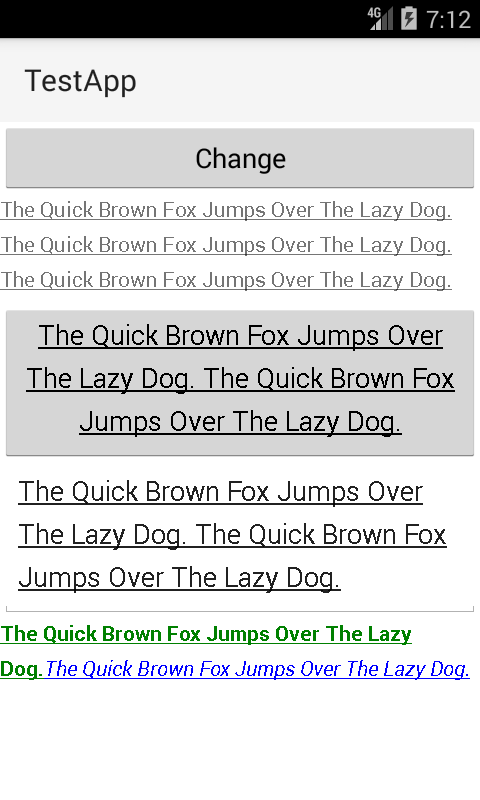 4G 7:12
TestApp
Change
The Quick Brown Fox Jumps Over The Lazy Dog.
The Quick Brown Fox Jumps Over The Lazy Dog.
The Quick Brown Fox Jumps Over The Lazy Dog.
The Quick Brown Fox Jumps Over
The Lazy Dog. The Quick Brown Fox
Jumps Over The Lazy Dog.
The Quick Brown Fox Jumps Over
The Lazy Dog. The Quick Brown Fox
Jumps Over The Lazy Dog.
The Quick Brown Fox Jumps Over The Lazy
Dog.The Quick Brown Fox Jumps Over The Lazy Dog.